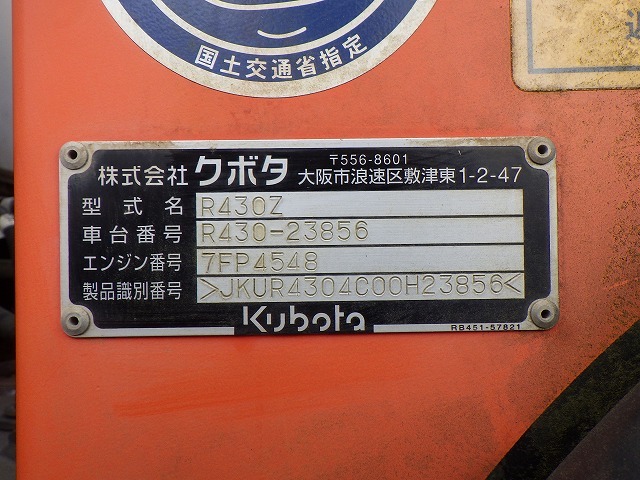 国土交通省指定
株式会社 クボタ 〒556-8601
大阪市浪速区敷津東1-2-47
型式名 R430Z
車台番号 R430-23856
エンジン番号 7FP4548
製品識別番号 >JKUR4304C00H23856<
Kubota
RB451-57821